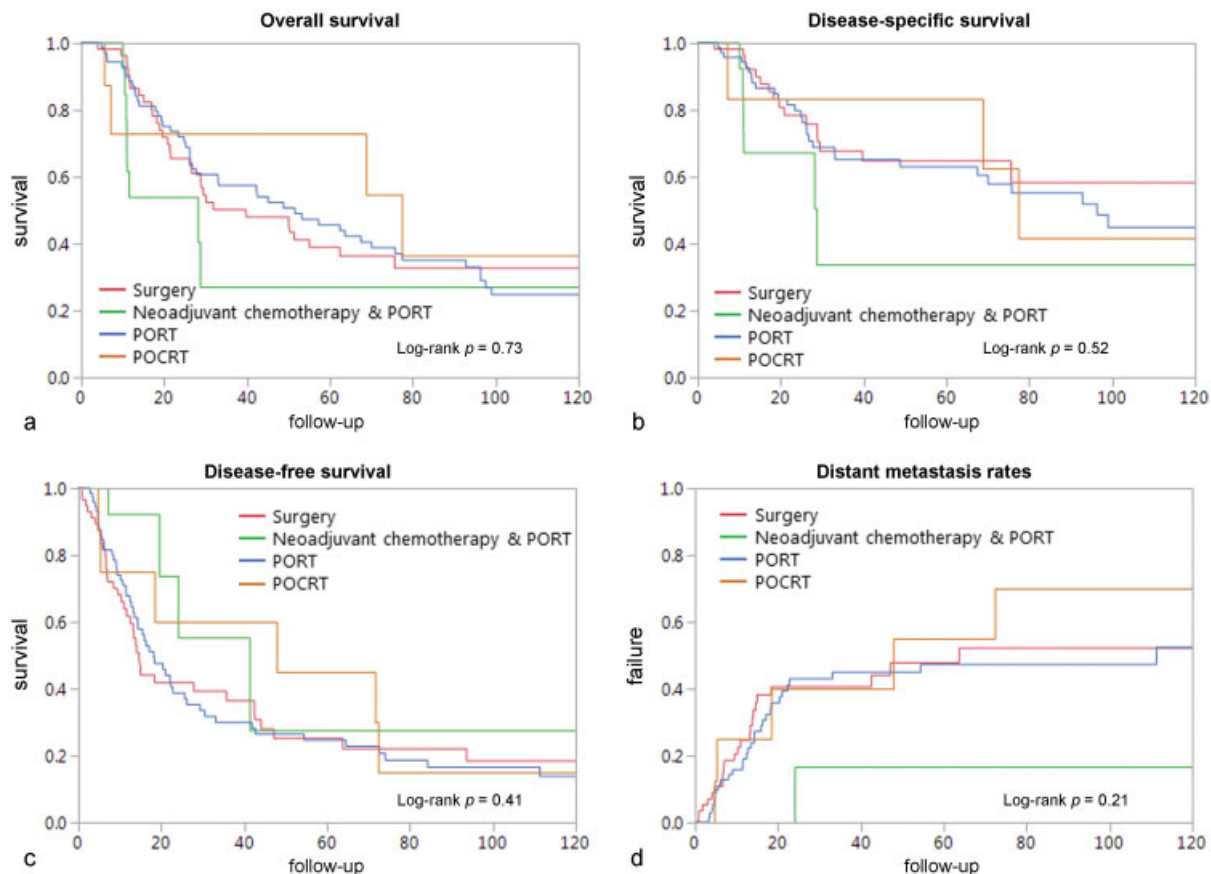 Overall survival
1.0
0.8
0.6
0.4
0.2
0.0
survival
Surgery
Neoadjuvant chemotherapy & PORT
PORT
POCRT
Log-rank p = 0.73
0 20 40 60 80 100 120
follow-up
a
Disease-specific survival
1.0
0.8
0.6
0.4
0.2
0.0
survival
Surgery
Neoadjuvant chemotherapy & PORT
PORT
POCRT
Log-rank p = 0.52
0 20 40 60 80 100 120
follow-up
b
Disease-free survival
1.0
0.8
0.6
0.4
0.2
0.0
survival
Surgery
Neoadjuvant chemotherapy & PORT
PORT
POCRT
Log-rank p = 0.41
0 20 40 60 80 100 120
follow-up
c
Distant metastasis rates
1.0
0.8
0.6
0.4
0.2
0.0
failure
Surgery
Neoadjuvant chemotherapy & PORT
PORT
POCRT
Log-rank p = 0.21
0 20 40 60 80 100 120
follow-up
d